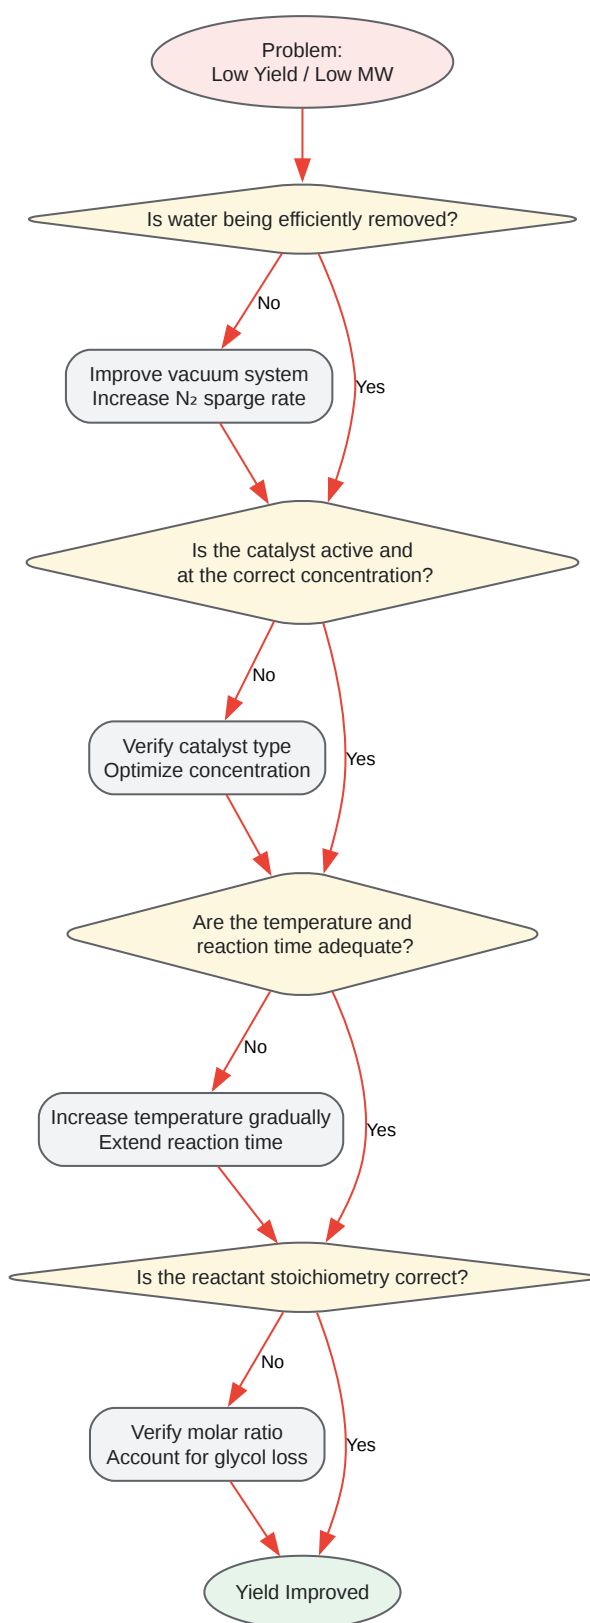 Problem:
Low Yield / Low MW
Is water being efficiently removed?
No
Improve vacuum system
Increase N₂ sparge rate
Yes
Is the catalyst active and
at the correct concentration?
No
Verify catalyst type
Optimize concentration
Yes
Are the temperature and
reaction time adequate?
No
Increase temperature gradually
Extend reaction time
Yes
Is the reactant stoichiometry correct?
No
Verify molar ratio
Account for glycol loss
Yes
Yield Improved